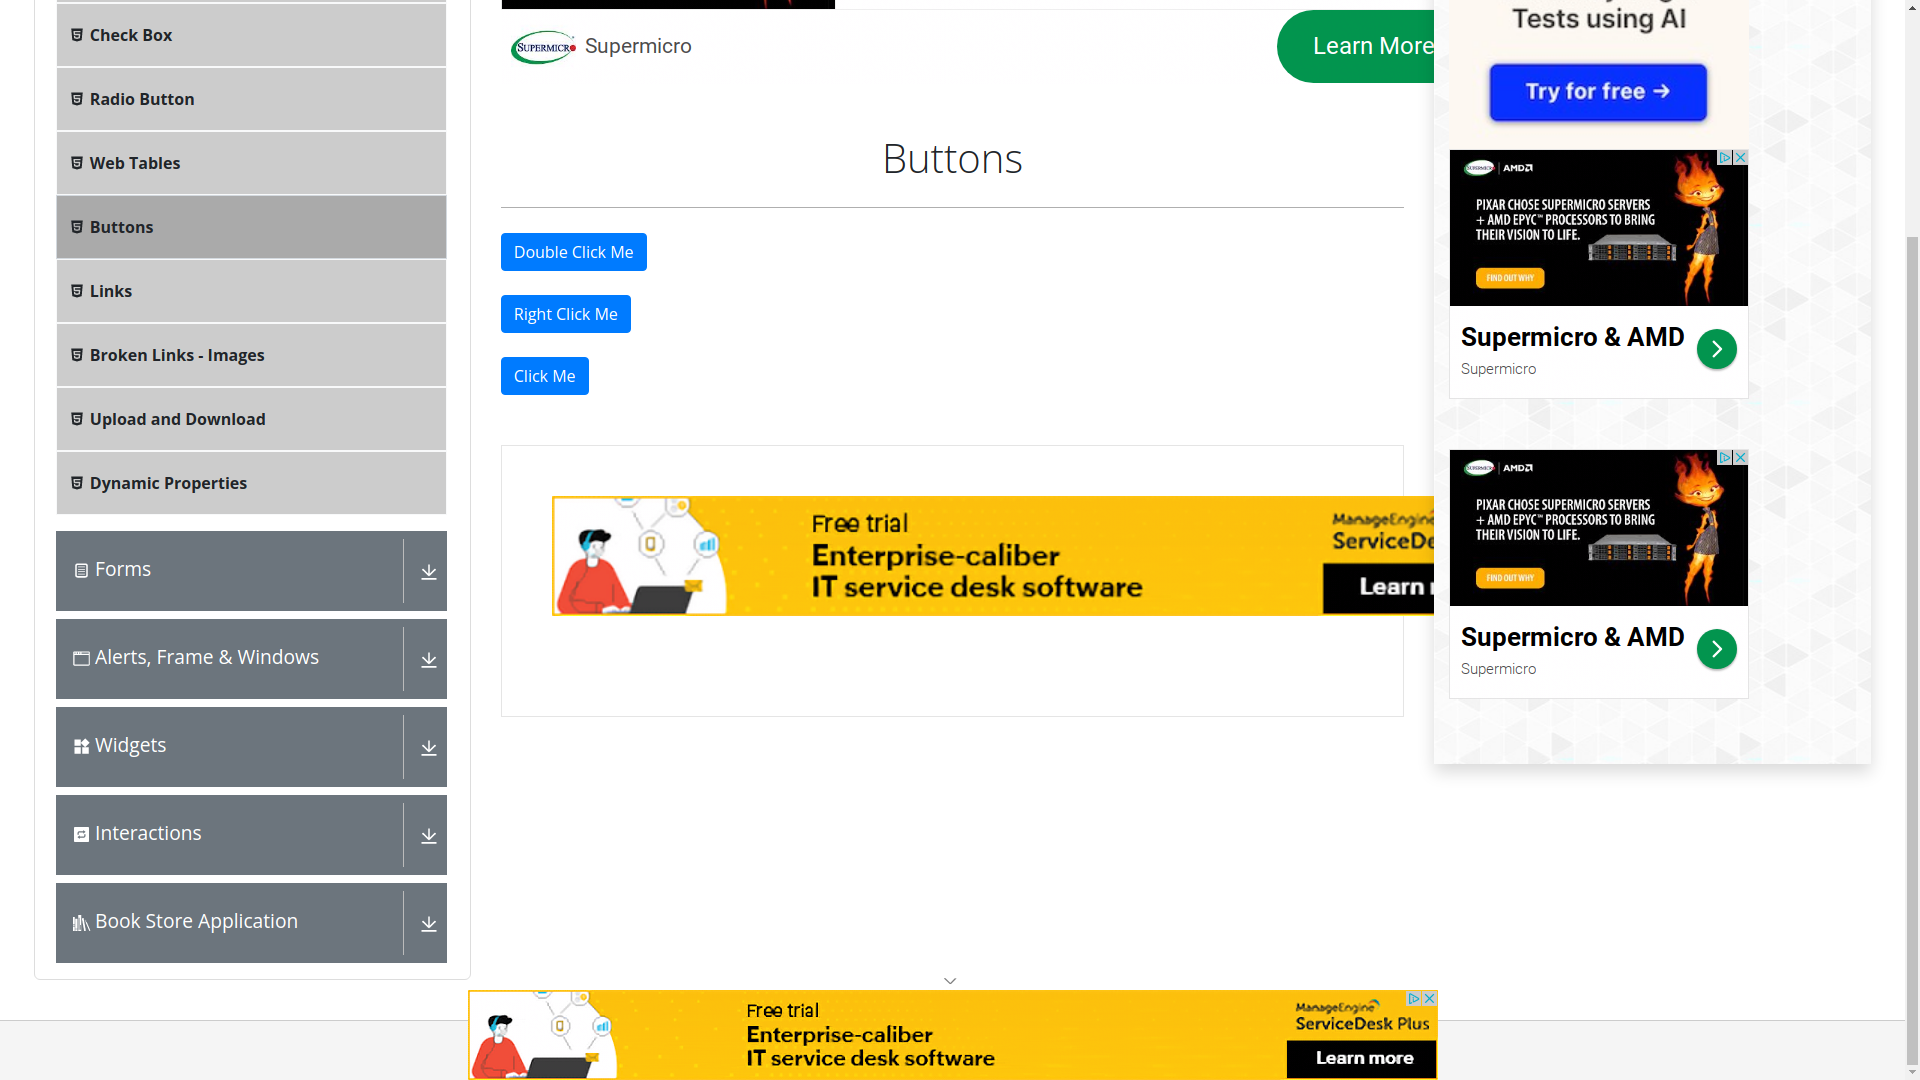 Check Box
Radio Button
Web Tables
Buttons
Links
Broken Links - Images
Upload and Download
Dynamic Properties
Forms
Alerts, Frame & Windows
Widgets
Interactions
Book Store Application
SUPERMICRO
Supermicro
Learn More
Buttons
Double Click Me
Right Click Me
Click Me
Free trial
Enterprise-caliber
IT service desk software
ManageEngine
ServiceDe
Learn
Free trial
Enterprise-caliber
IT service desk software
ManageEngine
ServiceDesk Plus
Learn more
Tests using AI
Try for free →
SUPERMICRO AMD
PIXAR CHOSE SUPERMICRO SERVERS
+ AMD EPYC™ PROCESSORS TO BRING
THEIR VISION TO LIFE.
FIND OUT WHY
Supermicro & AMD
Supermicro
SUPERMICRO AMD
PIXAR CHOSE SUPERMICRO SERVERS
+ AMD EPYC™ PROCESSORS TO BRING
THEIR VISION TO LIFE.
FIND OUT WHY
Supermicro & AMD
Supermicro